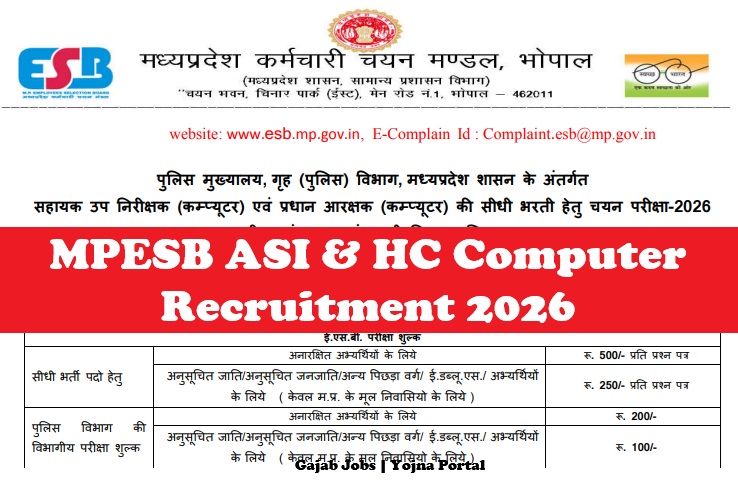 ESB
M.P. EMPLOYEES SELECTION BOARD
मध्यप्रदेश कर्मचारी चयन मण्डल, भोपाल
(मध्यप्रदेश शासन, सामान्य प्रशासन विभाग)
"चयन भवन, चिनार पार्क (ईस्ट), मेन रोड नं.1, भोपाल – 462011
स्वच्छ भारत
एक कदम स्वच्छता की ओर
website: www.esb.mp.gov.in, E-Complain Id : Complaint.esb@mp.gov.in
पुलिस मुख्यालय, गृह (पुलिस) विभाग, मध्यप्रदेश शासन के अंतर्गत
सहायक उप निरीक्षक (कम्प्यूटर) एवं प्रधान आरक्षक (कम्प्यूटर) की सीधी भरती हेतु चयन परीक्षा-2026
MPESB ASI & HC Computer
Recruitment 2026
ई.एस.बी. परीक्षा शुल्क
सीधी भर्ती पदो हेतु
अनारक्षित अभ्यर्थियों के लिये
रू. 500/- प्रति प्रश्न पत्र
अनुसूचित जाति/अनुसूचित जनजाति/अन्य पिछड़ा वर्ग/ ई.डब्लू.एस./ अभ्यर्थियों
के लिये ( केवल म.प्र. के मूल निवासियो के लिये )
रू. 250/- प्रति प्रश्न पत्र
पुलिस विभाग की
विभागीय परीक्षा शुल्क
अनारक्षित अभ्यर्थियों के लिये
रू. 200/-
अनुसूचित जाति/अनुसूचित जनजाति/अन्य पिछड़ा वर्ग/ ई.डब्लू.एस./ अभ्यर्थियों
के लिये ( केवल म.प्र. के मूल निवासियो के लिये )
रू. 100/-
Gajab Jobs | Yojna Portal